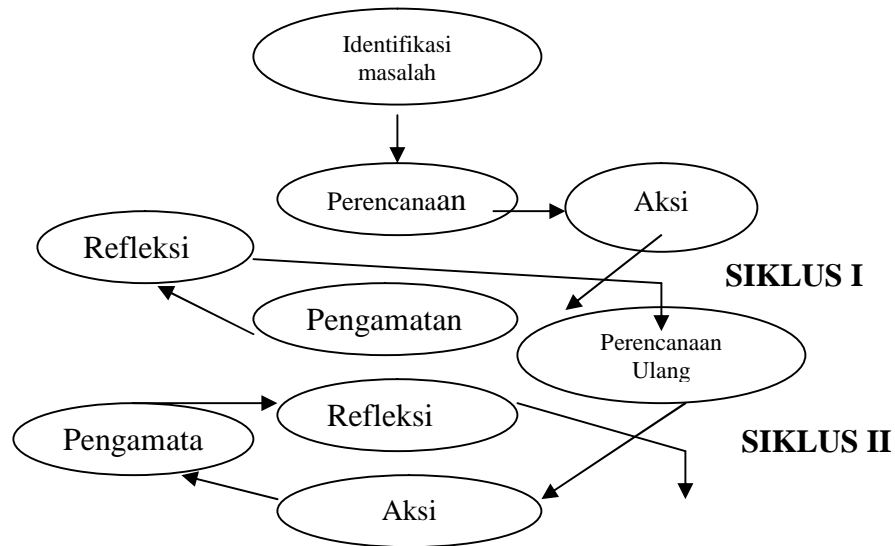 Identifikasi
masalah
Perencanaan
Aksi
Refleksi
SIKLUS I
Pengamatan
Perencanaan
Ulang
Refleksi
Pengamata
SIKLUS II
Aksi